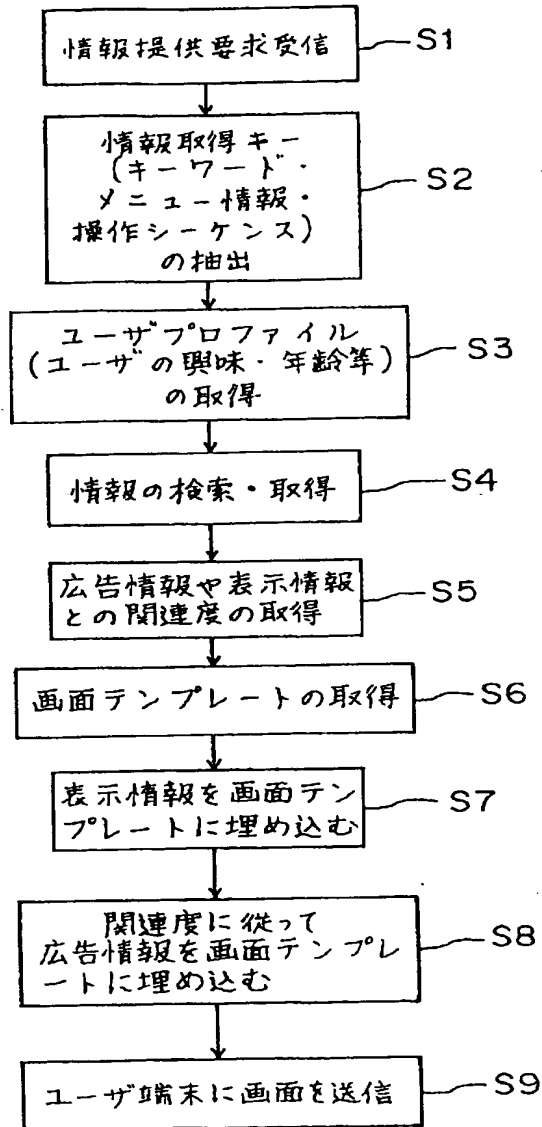 情報提供要求受信
S1
情報取得キー
(キーワード・
メニュー情報・
操作シーケンス)
の抽出
S2
ユーザプロファイル
(ユーザの興味・年齢等)
の取得
S3
情報の検索・取得
S4
広告情報や表示情報
との関連度の取得
S5
画面テンプレートの取得
S6
表示情報を画面テン
プレートに埋め込む
S7
関連度に従って
広告情報を画面テンプレ
ートに埋め込む
S8
ユーザ端末に画面を送信
S9